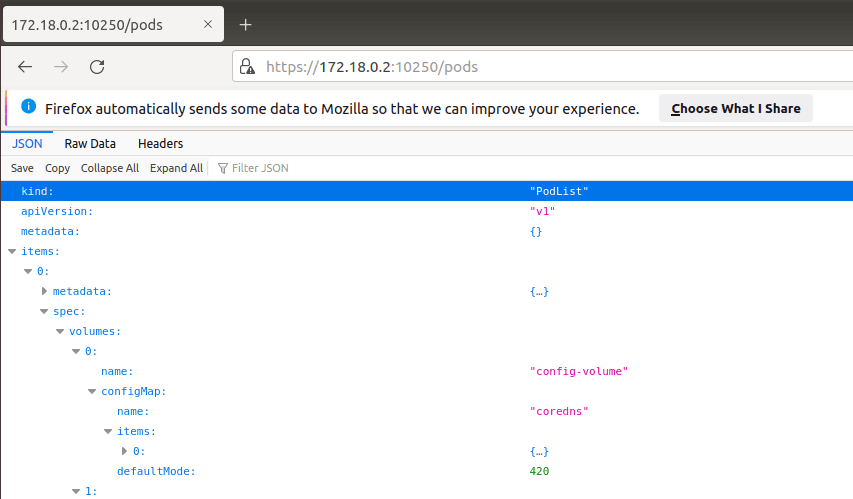 172.18.0.2:10250/pods
https://172.18.0.2:10250/pods
Firefox automatically sends some data to Mozilla so that we can improve your experience. Choose What I Share
JSON Raw Data Headers
Save Copy Collapse All Expand All Filter JSON
kind: "PodList"
apiVersion: "v1"
metadata: {}
items:
0:
metadata: {…}
spec:
volumes:
0:
name: "config-volume"
configMap:
name: "coredns"
items:
0: {…}
defaultMode: 420
1: